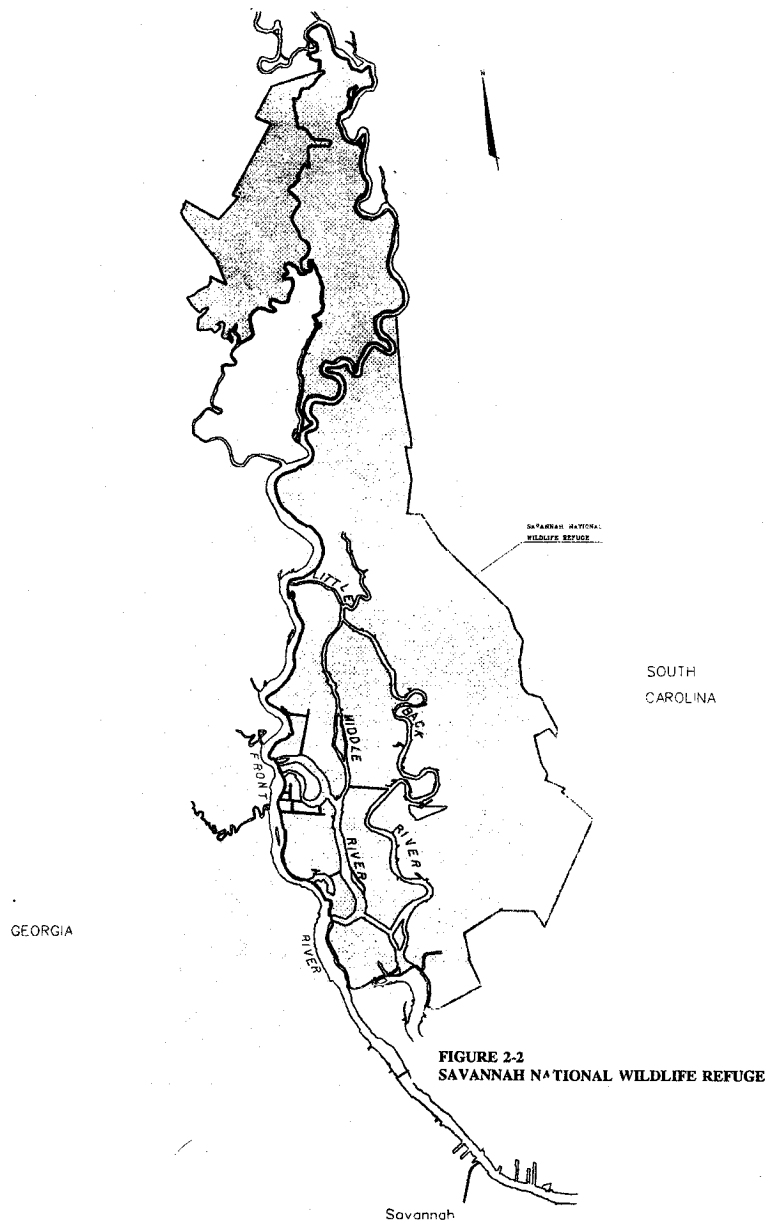 N
SAVANNAH NATIONAL
WILDLIFE REFUGE
LITTLE
SOUTH
CAROLINA
BACK
MIDDLE
FRONT
RIVER
RIVER
GEORGIA
RIVER
FIGURE 2-2
SAVANNAH NATIONAL WILDLIFE REFUGE
Savannah